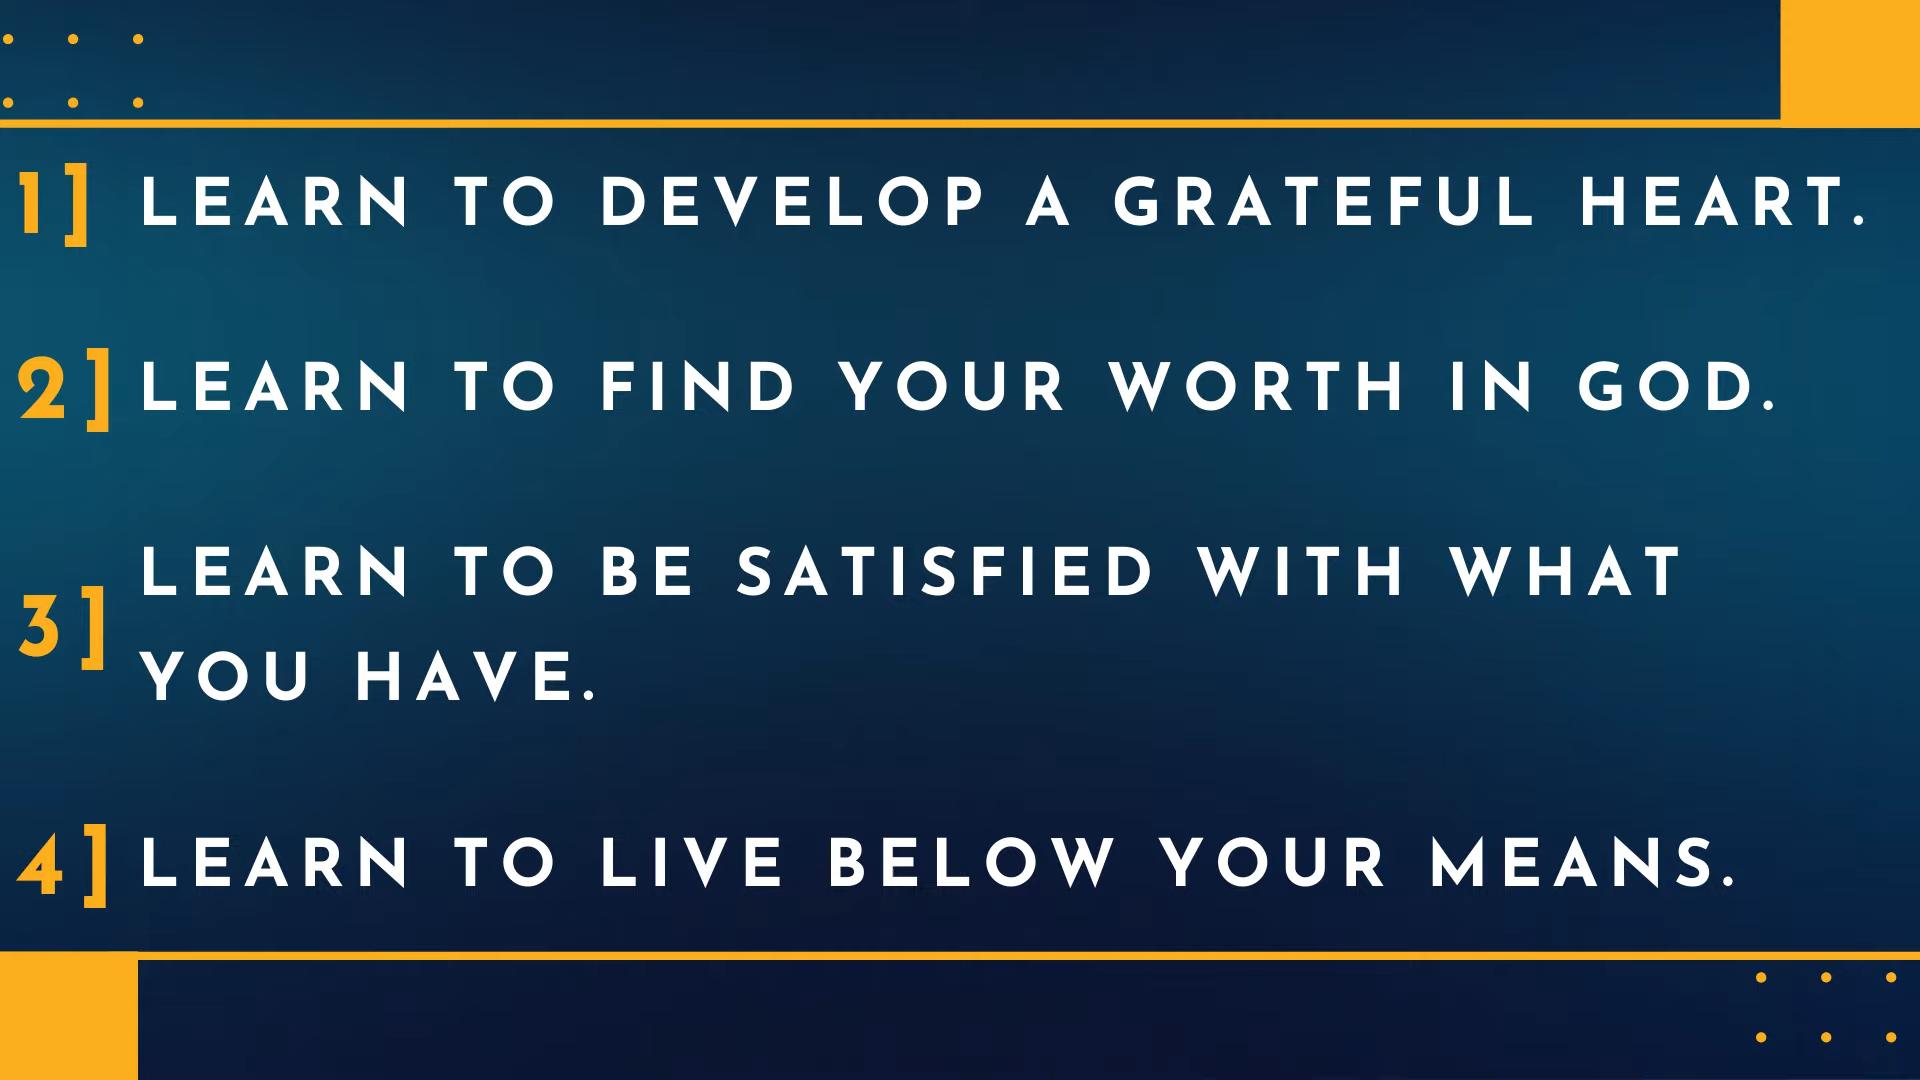 1] LEARN TO DEVELOP A GRATEFUL HEART.
2] LEARN TO FIND YOUR WORTH IN GOD.
3] LEARN TO BE SATISFIED WITH WHAT
YOU HAVE.
4] LEARN TO LIVE BELOW YOUR MEANS.